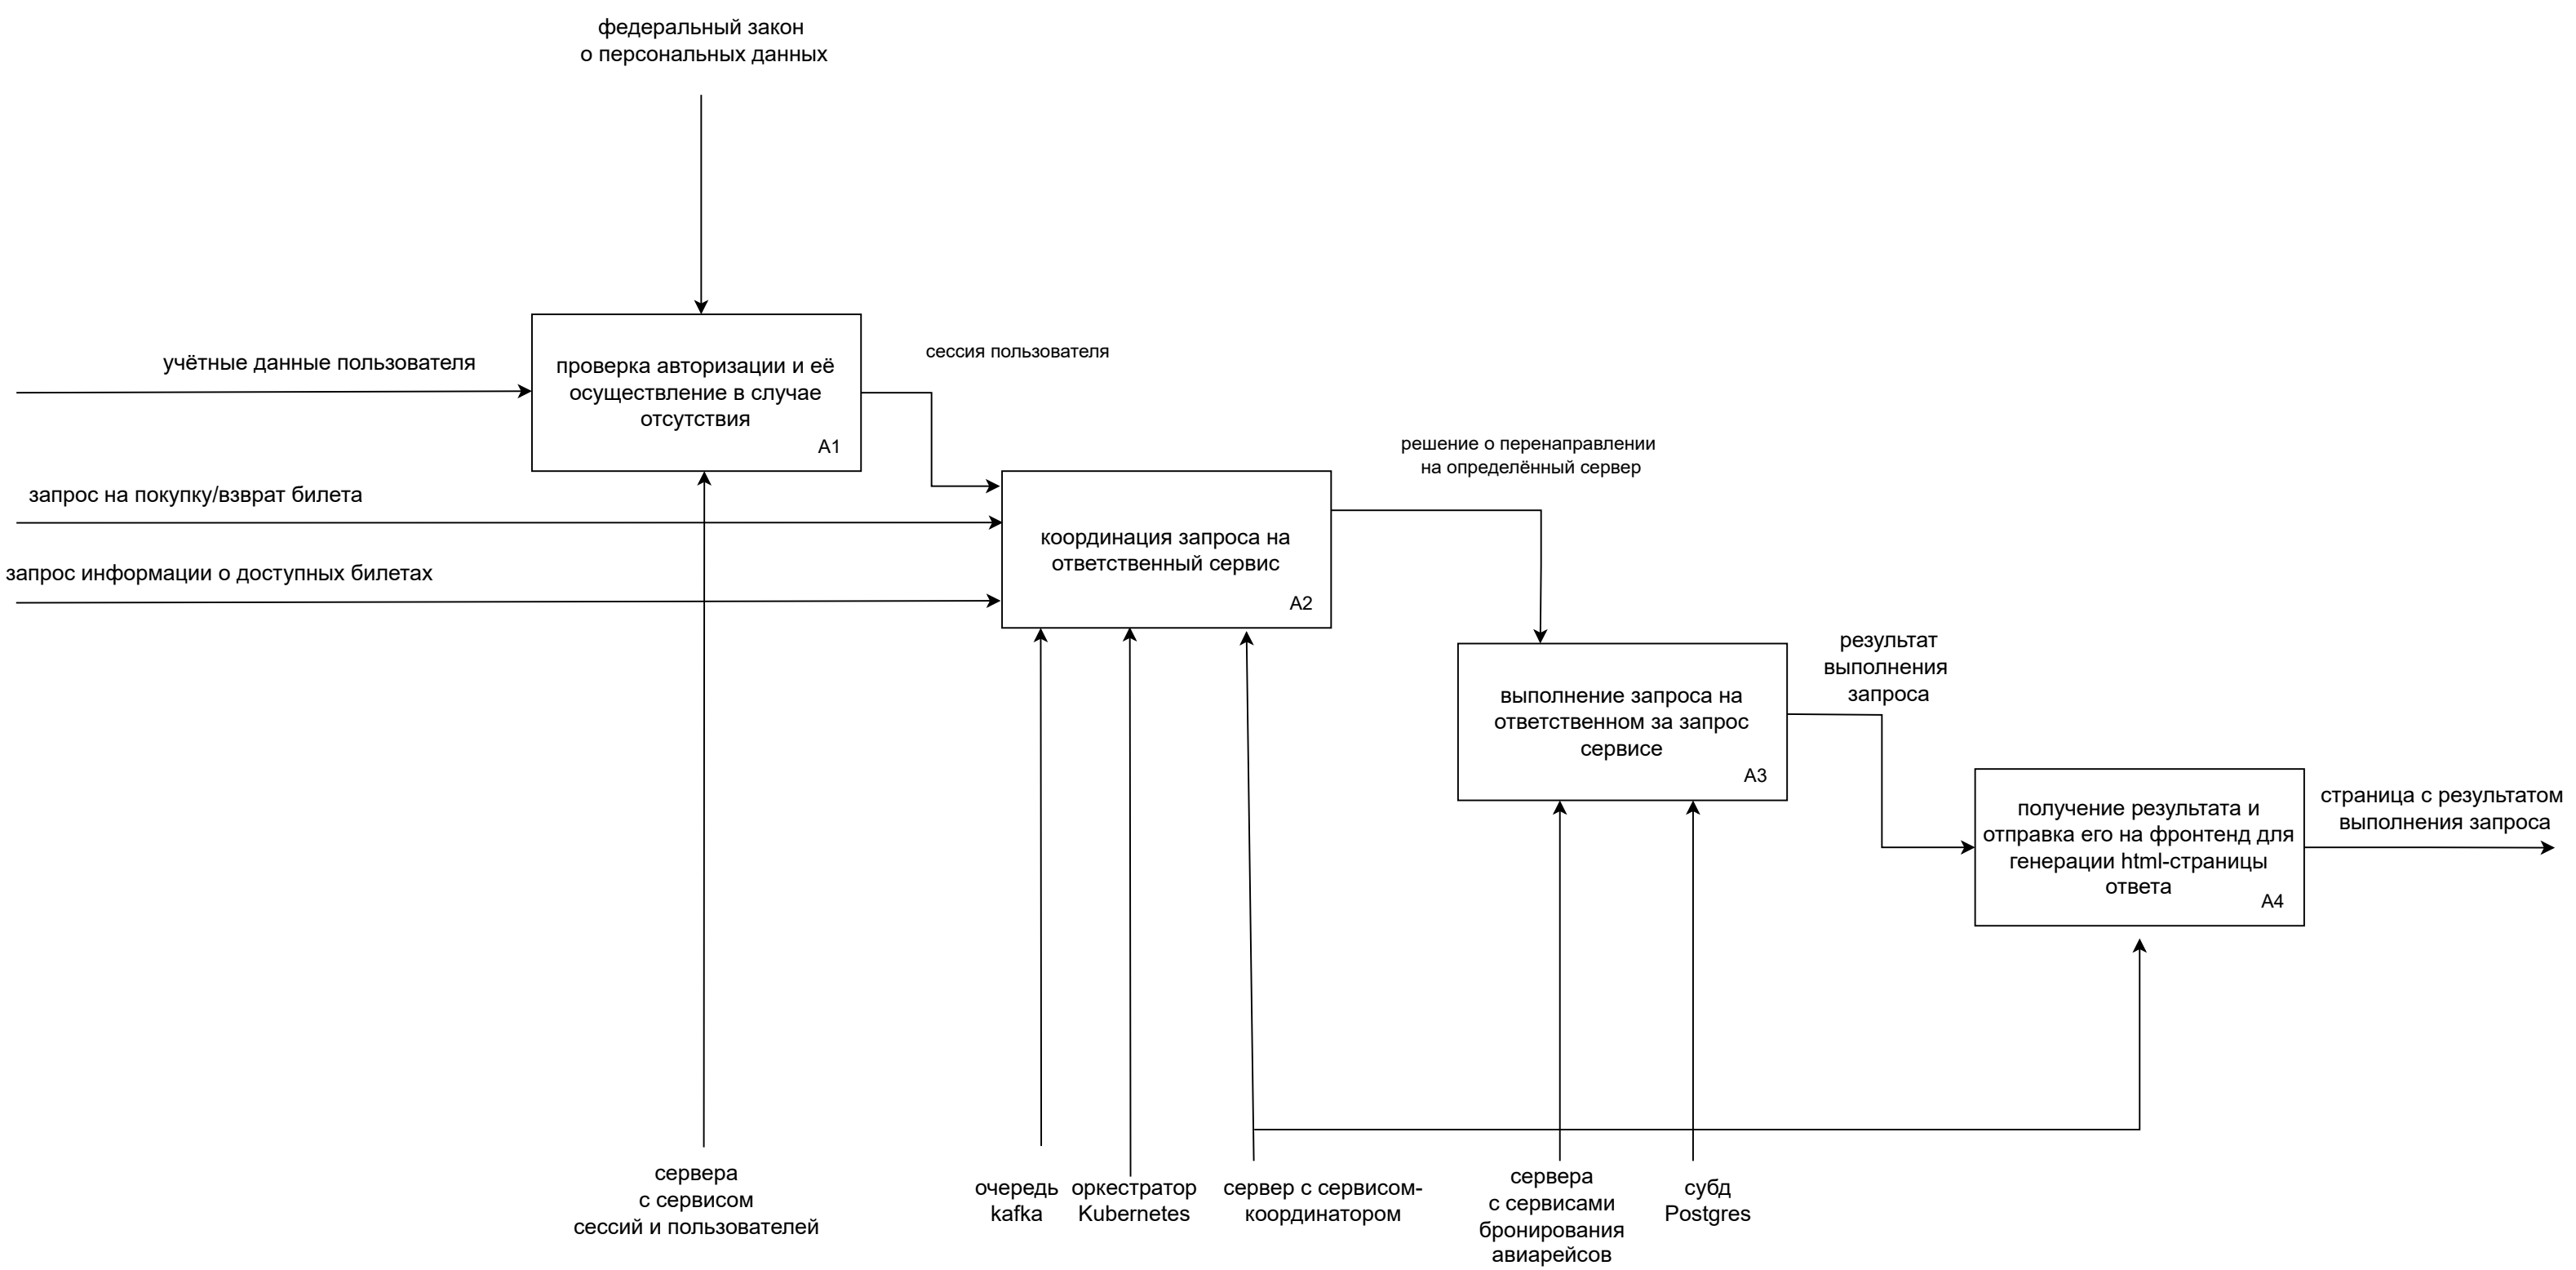 федеральный закон
о персональных данных
учётные данные пользователя
проверка авторизации и её
осуществление в случае
отсутствия
A1
сессия пользователя
запрос на покупку/взврат билета
запрос информации о доступных билетах
координация запроса на
ответственный сервис
A2
решение о перенаправлении
на определённый сервер
выполнение запроса на
ответственном за запрос
сервисе
A3
результат
выполнения
запроса
получение результата и
отправка его на фронтенд для
генерации html-страницы
ответа
A4
страница с результатом
выполнения запроса
сервера
с сервисом
сессий и пользователей
очередь
kafka
оркестратор
Kubernetes
сервер с сервисом-
координатором
сервера
с сервисами
бронирования
авиарейсов
субд
Postgres